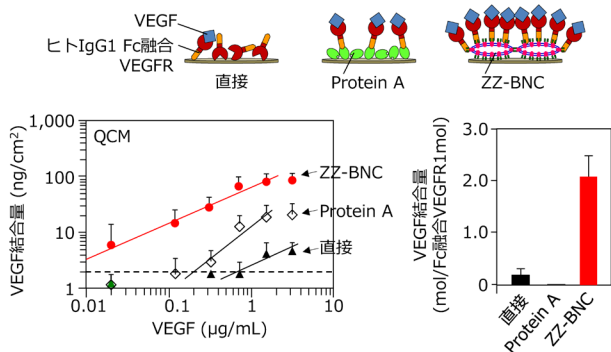 VEGF
ヒトIgG1 Fc融合
VEGFR
直接
Protein A
ZZ-BNC
QCM
VEGF結合量 (ng/cm²)
1,000
100
10
1
0.01
0.1
1
10
VEGF (μg/mL)
ZZ-BNC
Protein A
直接
VEGF結合量
(mol/Fc融合VEGFR1mol)
3.0
2.0
1.0
0
直接
Protein A
ZZ-BNC